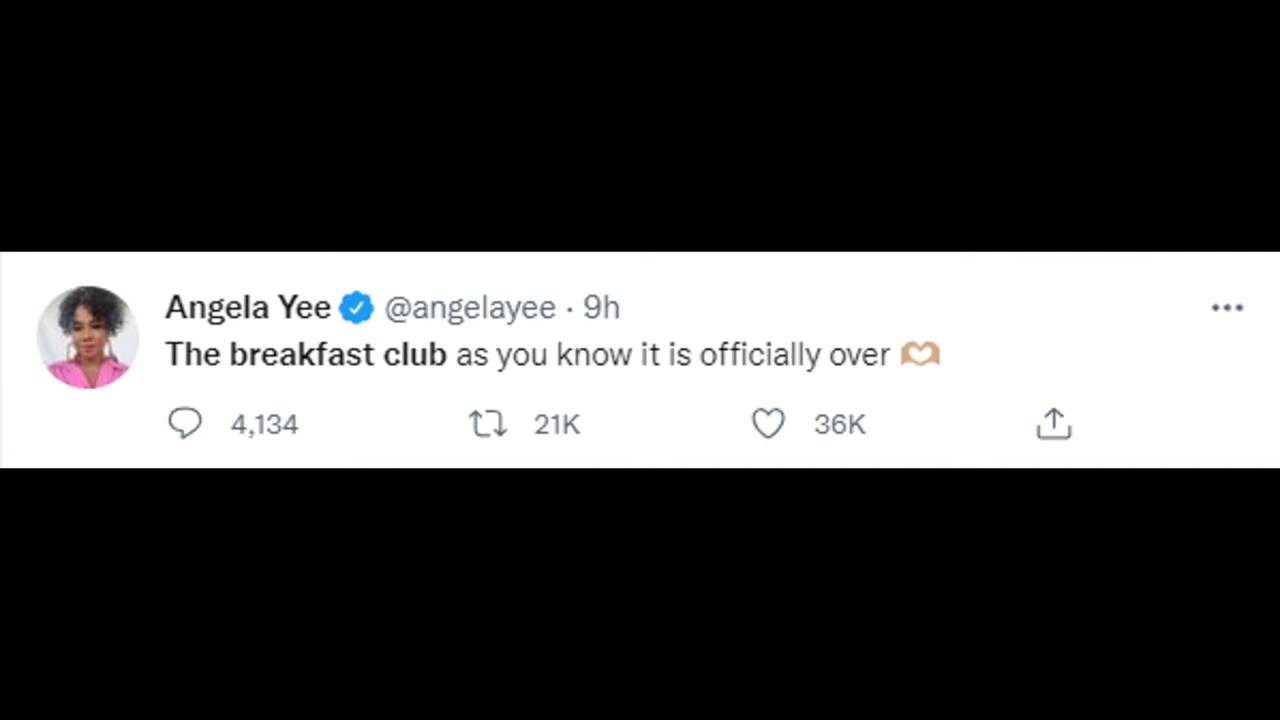 Angela Yee @angelayee · 9h
The breakfast club as you know it is officially over 🫶🏼
4,134 21K 36K